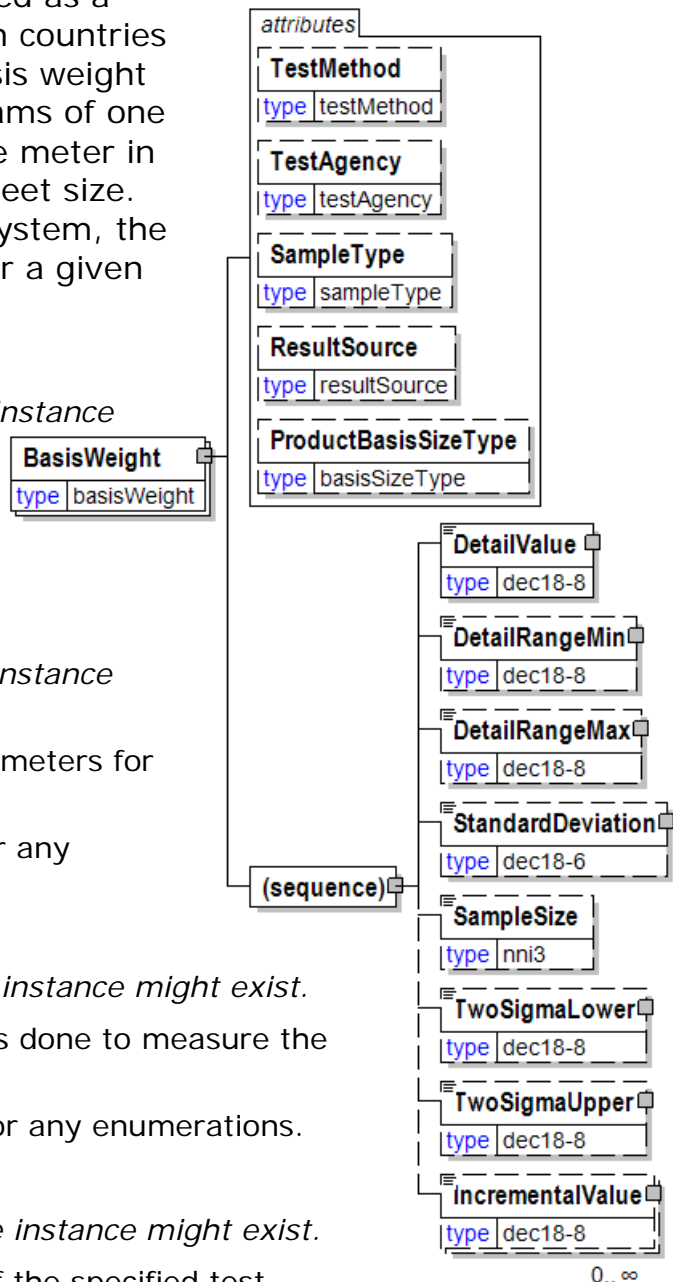 ed as a
n countries
sis weight
ams of one
e meter in
eet size.
ystem, the
r a given
instance
nstance
meters for
r any
instance might exist.
s done to measure the
or any enumerations.
e instance might exist.
f the specified test
attributes
TestMethod
type testMethod
TestAgency
type testAgency
SampleType
type sampleType
ResultSource
type resultSource
ProductBasisSizeType
type basisSizeType
BasisWeight
type basisWeight
(sequence)
DetailValue
type dec18-8
DetailRangeMin
type dec18-8
DetailRangeMax
type dec18-8
StandardDeviation
type dec18-6
SampleSize
type nni3
TwoSigmaLower
type dec18-8
TwoSigmaUpper
type dec18-8
IncrementalValue
type dec18-8
0..∞